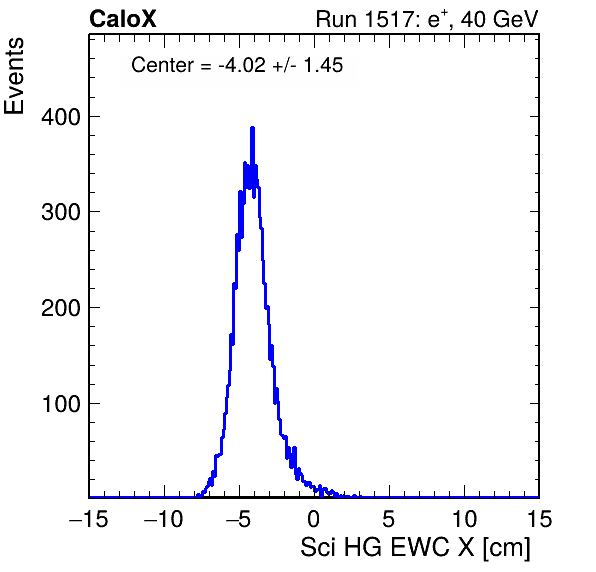 CaloX
Run 1517: e⁺, 40 GeV
Events
Center = -4.02 +/- 1.45
400
300
200
100
−15 −10 −5 0 5 10 15
Sci HG EWC X [cm]